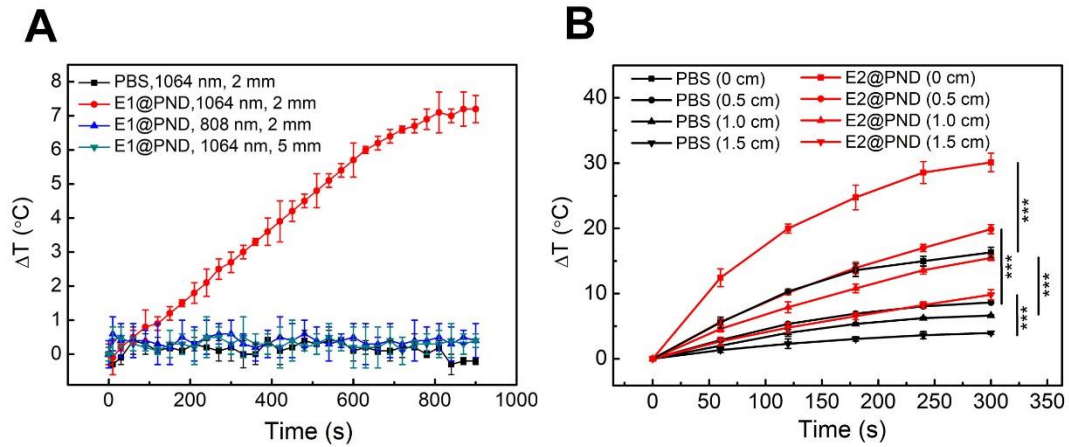 A
PBS,1064 nm, 2 mm
E1@PND,1064 nm, 2 mm
E1@PND, 808 nm, 2 mm
E1@PND, 1064 nm, 5 mm
ΔT (°C)
8
7
6
5
4
3
2
1
0
0 200 400 600 800 1000
Time (s)
B
PBS (0 cm) E2@PND (0 cm)
PBS (0.5 cm) E2@PND (0.5 cm)
PBS (1.0 cm) E2@PND (1.0 cm)
PBS (1.5 cm) E2@PND (1.5 cm)
ΔT (°C)
40
30
20
10
0
***
***
***
***
0 50 100 150 200 250 300 350
Time (s)